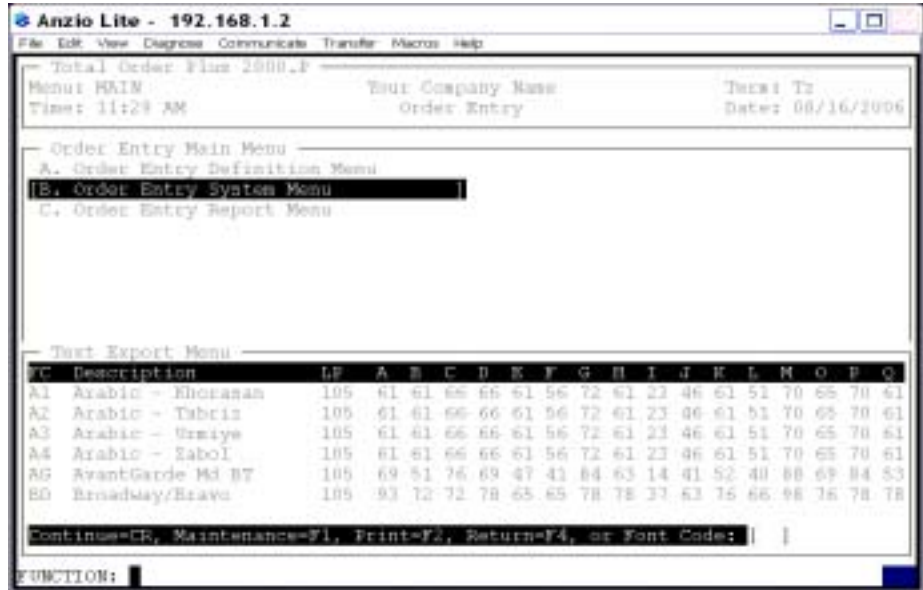 Anzio Lite - 192.168.1.2
File Edit View Diagnose Communicate Transfer Macros Help
Total Order Plus 2000.P
Menu: MAIN Your Company Name Term: Tz
Time: 11:29 AM Order Entry Date: 08/16/2006
Order Entry Main Menu
A. Order Entry Definition Menu
[B. Order Entry System Menu ]
C. Order Entry Report Menu
Text Export Menu
FC Description LP A B C D E F G H I J K L M O P Q
A1 Arabic - Khorasan 105 61 61 66 66 61 56 72 61 23 46 61 51 70 65 70 61
A2 Arabic - Tabriz 105 61 61 66 66 61 56 72 61 23 46 61 51 70 65 70 61
A3 Arabic - Urmiye 105 61 61 66 66 61 56 72 61 23 46 61 51 70 65 70 61
A4 Arabic - Zabol 105 61 61 66 66 61 56 72 61 23 46 61 51 70 65 70 61
AG AvantGarde Md BT 105 69 51 76 69 47 41 84 63 14 41 52 40 88 69 84 53
BD Broadway/Bravo 105 93 72 72 78 65 65 78 78 37 63 76 66 98 76 78 78
Continue=CR, Maintenance=F1, Print=F2, Return=F4, or Font Code: [ ]
FUNCTION: